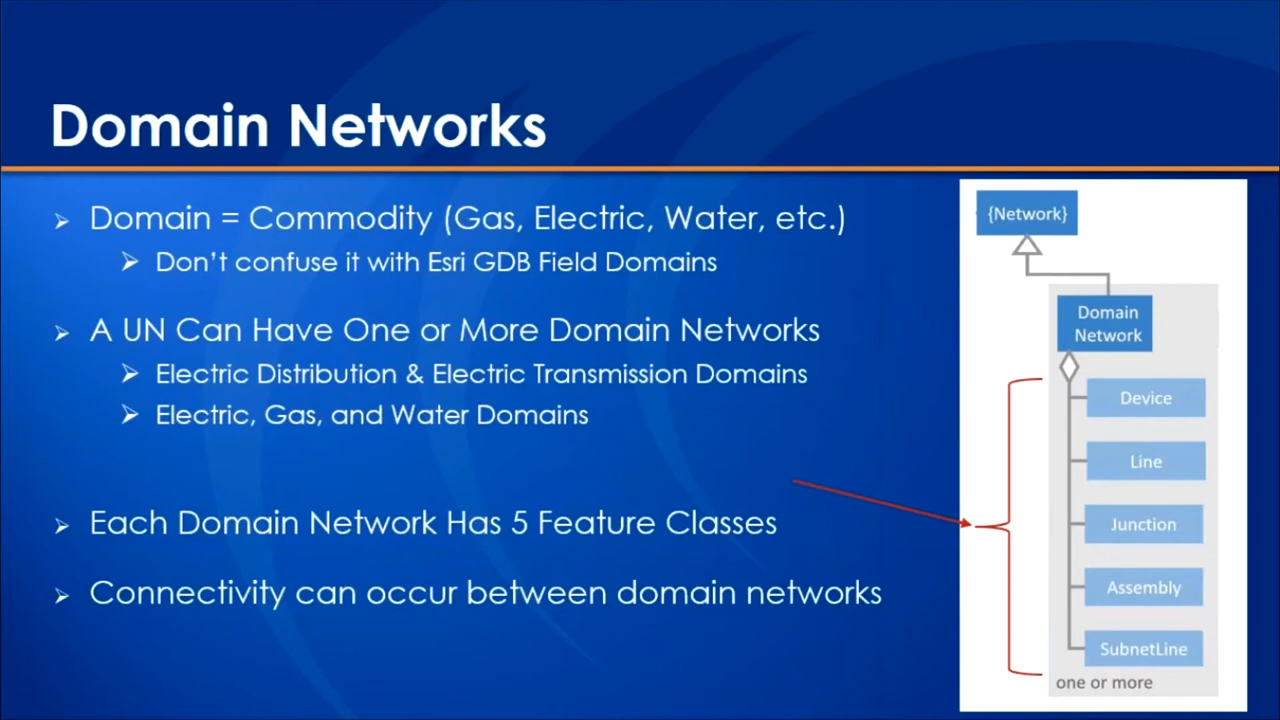 Domain Networks
Domain = Commodity (Gas, Electric, Water, etc.)
Don't confuse it with Esri GDB Field Domains
A UN Can Have One or More Domain Networks
Electric Distribution & Electric Transmission Domains
Electric, Gas, and Water Domains
Each Domain Network Has 5 Feature Classes
Connectivity can occur between domain networks
{Network}
Domain
Network
Device
Line
Junction
Assembly
SubnetLine
one or more